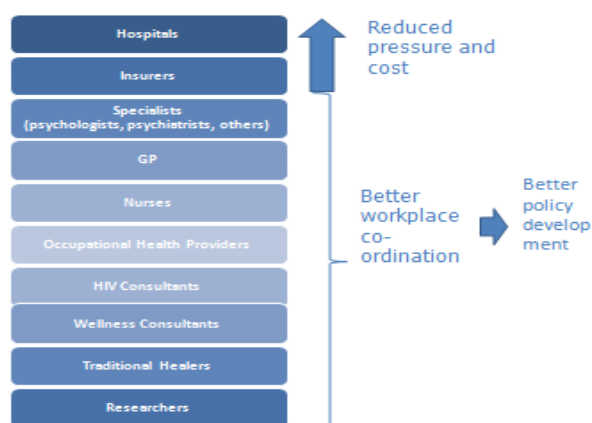 Hospitals
Insurers
Specialists
(psychologists, psychiatrists, others)
GP
Nurses
Occupational Health Providers
HIV Consultants
Wellness Consultants
Traditional Healers
Researchers
Reduced
pressure and
cost
Better
workplace
co-
ordination
Better
policy
develop
ment